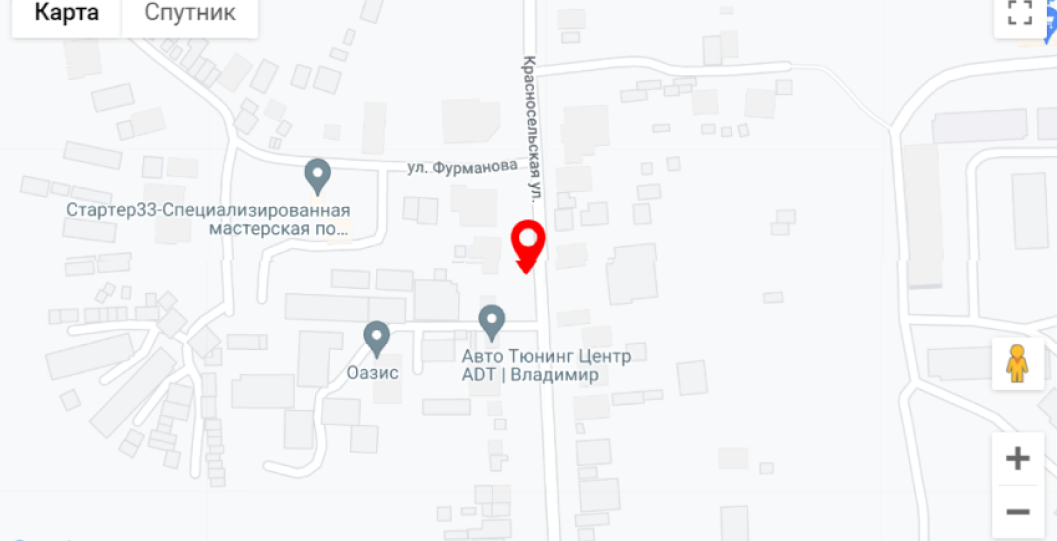 Карта
Спутник
Красносельская ул.
ул. Фурманова
Стартер33-Специализированная
мастерская по...
Авто Тюнинг Центр
ADT | Владимир
Оазис
+
−